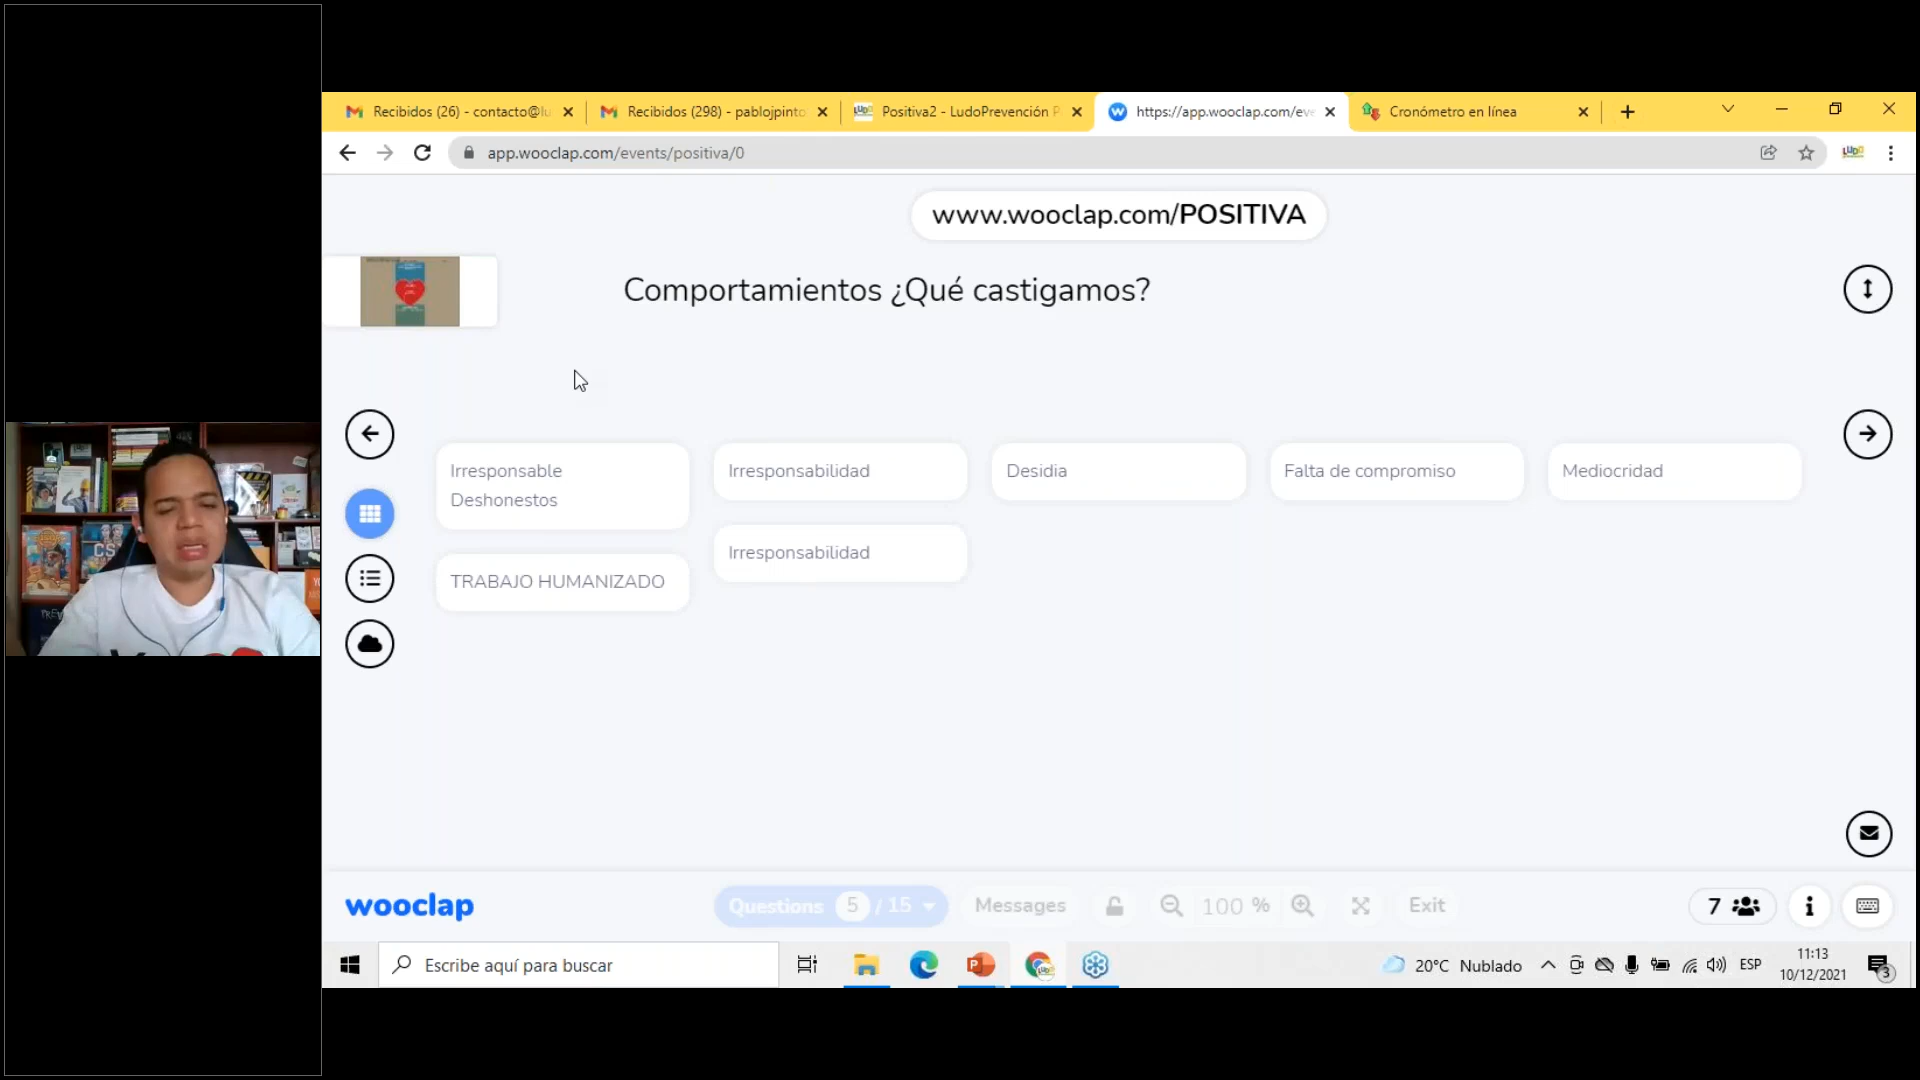 Recibidos (26) - contacto@lu
Recibidos (298) - pablojpinto
Positiva2 - LudoPrevención P
https://app.wooclap.com/eve
Cronómetro en línea
app.wooclap.com/events/positiva/0
www.wooclap.com/POSITIVA
Comportamientos ¿Qué castigamos?
Irresponsable
Deshonestos
Irresponsabilidad
Desidia
Falta de compromiso
Mediocridad
Irresponsabilidad
TRABAJO HUMANIZADO
wooclap
Questions 5 / 15
Messages
100 %
Exit
7
Escribe aquí para buscar
20°C Nublado
ESP
11:13
10/12/2021
3